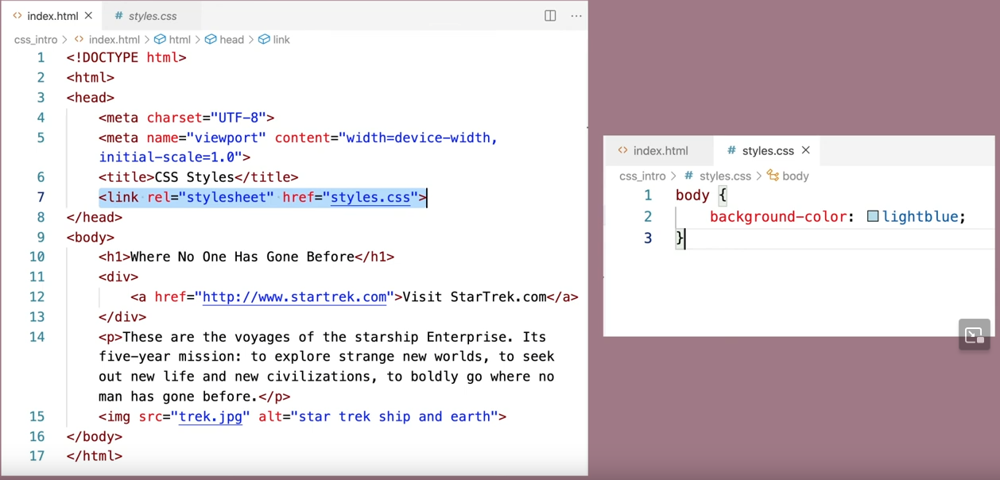 index.html
# styles.css
css_intro > index.html > html > head > link
1 <!DOCTYPE html>
2 <html>
3 <head>
4 <meta charset="UTF-8">
5 <meta name="viewport" content="width=device-width,
initial-scale=1.0">
6 <title>CSS Styles</title>
7 <link rel="stylesheet" href="styles.css">
8 </head>
9 <body>
10 <h1>Where No One Has Gone Before</h1>
11 <div>
12 <a href="http://www.startrek.com">Visit StarTrek.com</a>
13 </div>
14 <p>These are the voyages of the starship Enterprise. Its
five-year mission: to explore strange new worlds, to seek
out new life and new civilizations, to boldly go where no
man has gone before.</p>
15 <img src="trek.jpg" alt="star trek ship and earth">
16 </body>
17 </html>
index.html
# styles.css
css_intro > # styles.css > body
1 body {
2 background-color: lightblue;
3 }